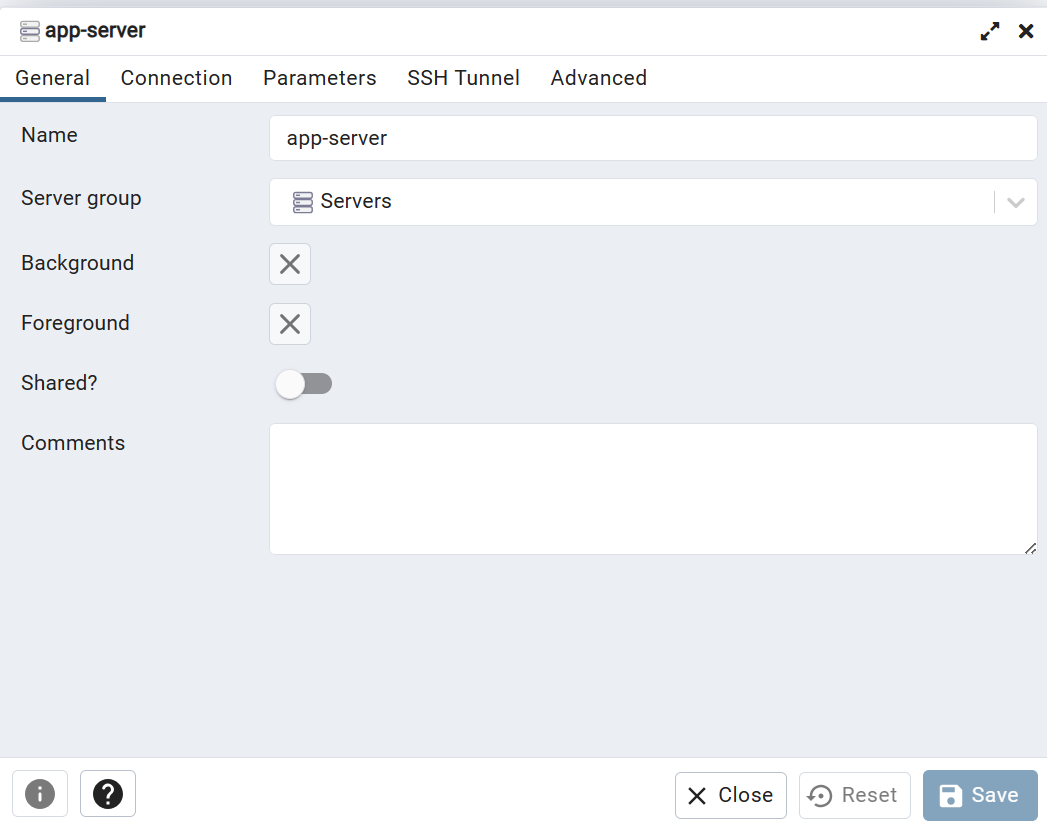 app-server
General Connection Parameters SSH Tunnel Advanced
Name app-server
Server group Servers
Background
Foreground
Shared?
Comments
Close Reset Save